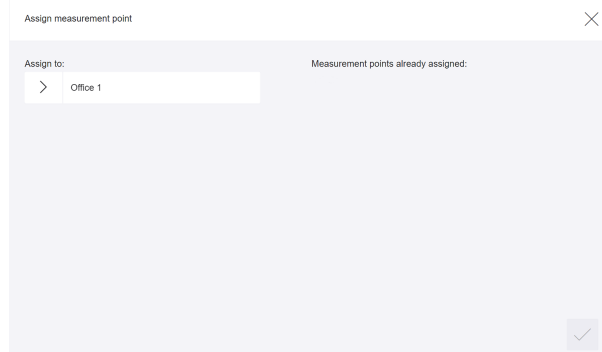 Assign measurement point
Assign to:
Measurement points already assigned:
Office 1